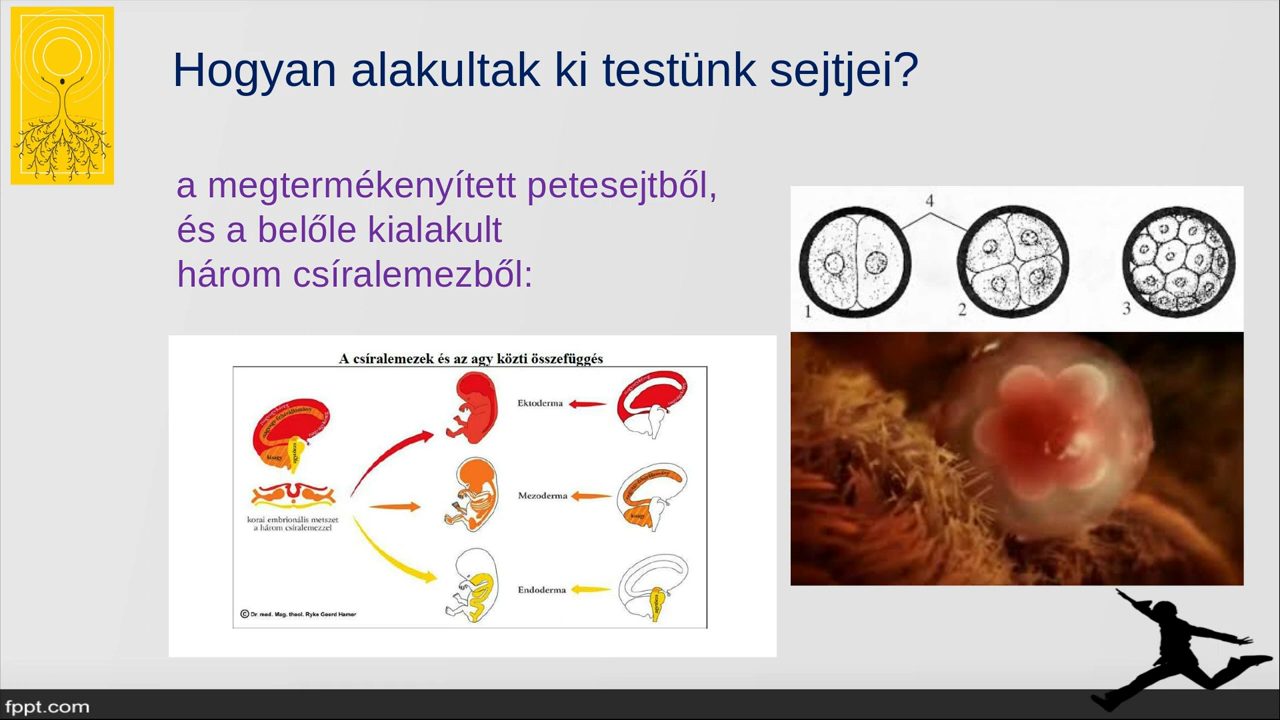 Hogyan alakultak ki testünk sejtjei?
a megtermékenyített petesejtből,
és a belőle kialakult
három csíralemezből:
A csíralemezek és az agy közti összefüggés
Ektoderma
kisagy
korai embrionális metszet
a három csíralemezzel
Mezoderma
kisagy
Endoderma
© Dr. med. Mag. theol. Ryke Geerd Hamer
4
1
2
3
fppt.com